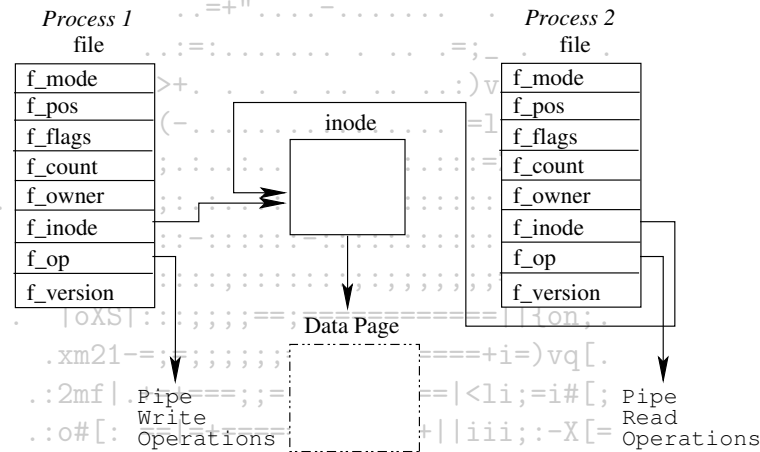 Process 1
file
f_mode
f_pos
f_flags
f_count
f_owner
f_inode
f_op
f_version
Pipe
Write
Operations
inode
Data Page
Process 2
file
f_mode
f_pos
f_flags
f_count
f_owner
f_inode
f_op
f_version
Pipe
Read
Operations